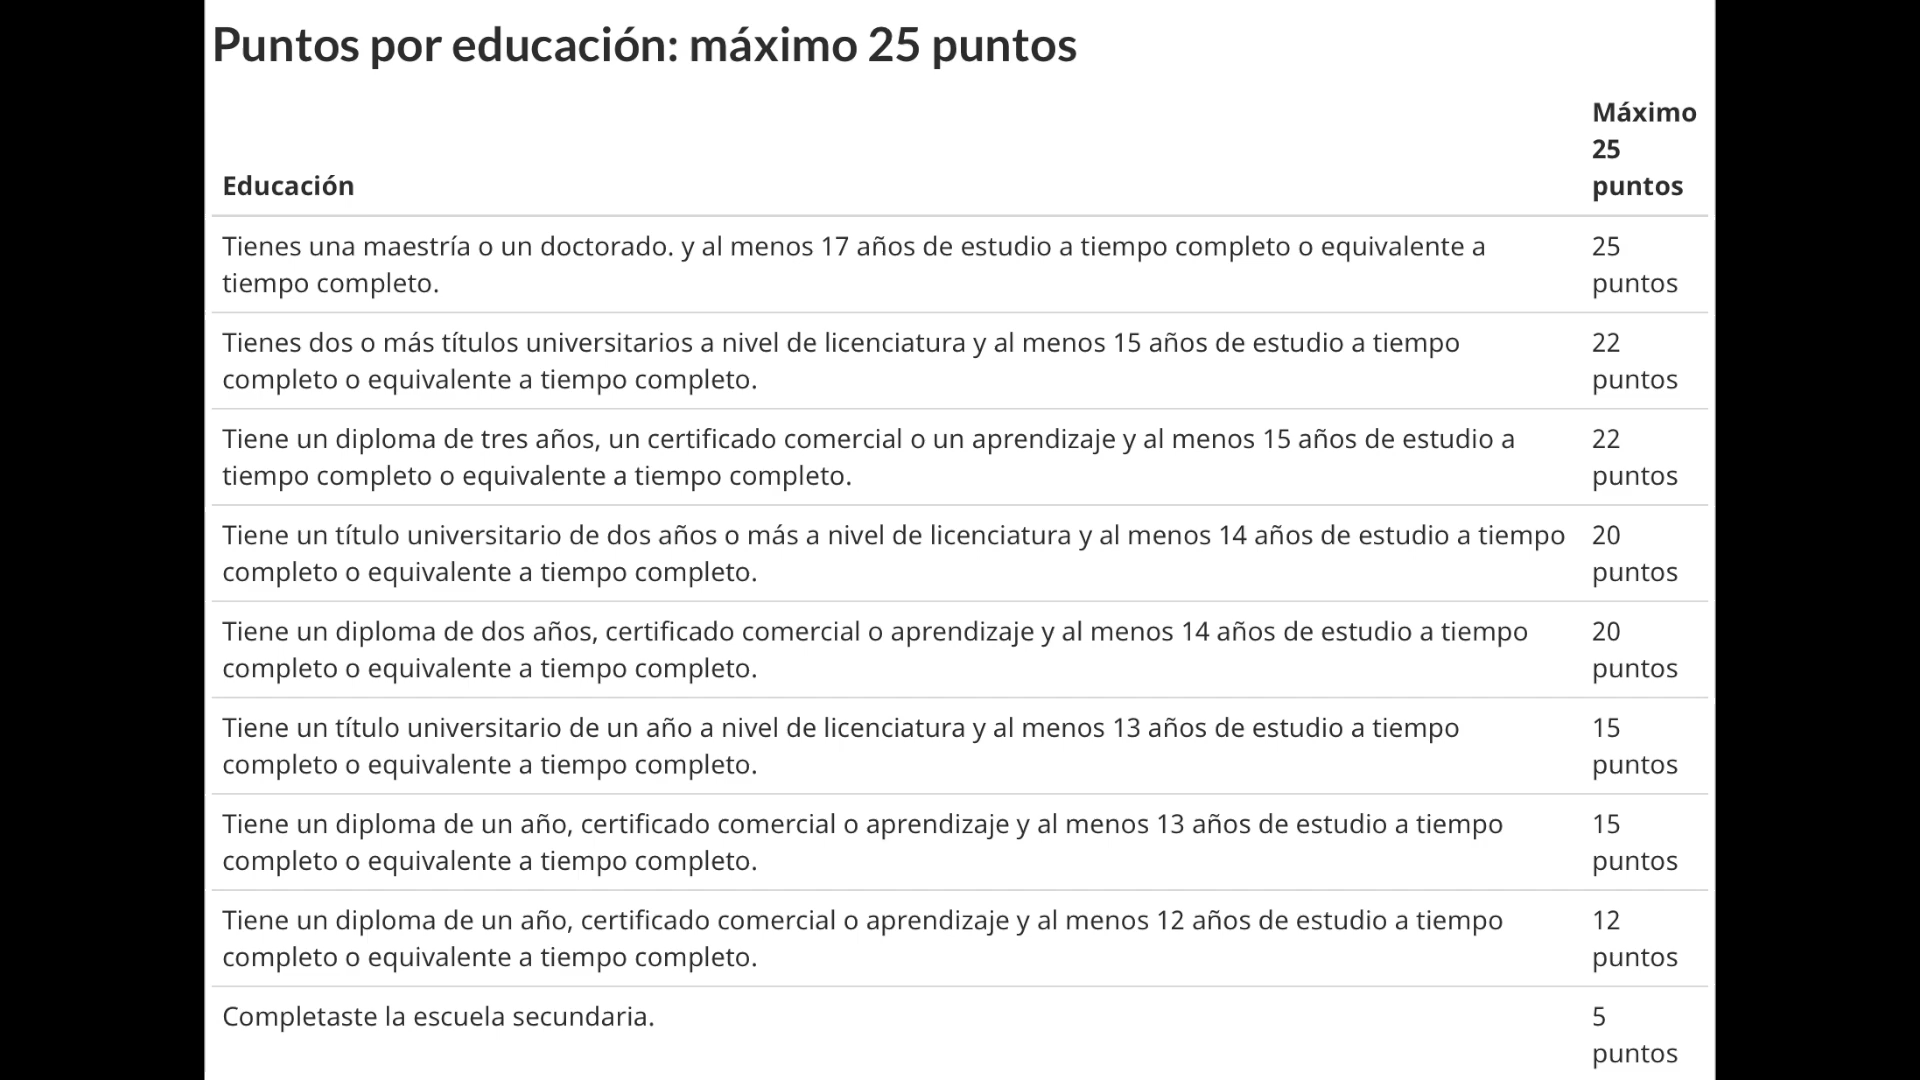 Puntos por educación: máximo 25 puntos
Educación
Máximo
25
puntos
Tienes una maestría o un doctorado. y al menos 17 años de estudio a tiempo completo o equivalente a
tiempo completo.
25
puntos
Tienes dos o más títulos universitarios a nivel de licenciatura y al menos 15 años de estudio a tiempo
completo o equivalente a tiempo completo.
22
puntos
Tiene un diploma de tres años, un certificado comercial o un aprendizaje y al menos 15 años de estudio a
tiempo completo o equivalente a tiempo completo.
22
puntos
Tiene un título universitario de dos años o más a nivel de licenciatura y al menos 14 años de estudio a tiempo
completo o equivalente a tiempo completo.
20
puntos
Tiene un diploma de dos años, certificado comercial o aprendizaje y al menos 14 años de estudio a tiempo
completo o equivalente a tiempo completo.
20
puntos
Tiene un título universitario de un año a nivel de licenciatura y al menos 13 años de estudio a tiempo
completo o equivalente a tiempo completo.
15
puntos
Tiene un diploma de un año, certificado comercial o aprendizaje y al menos 13 años de estudio a tiempo
completo o equivalente a tiempo completo.
15
puntos
Tiene un diploma de un año, certificado comercial o aprendizaje y al menos 12 años de estudio a tiempo
completo o equivalente a tiempo completo.
12
puntos
Completaste la escuela secundaria.
5
puntos